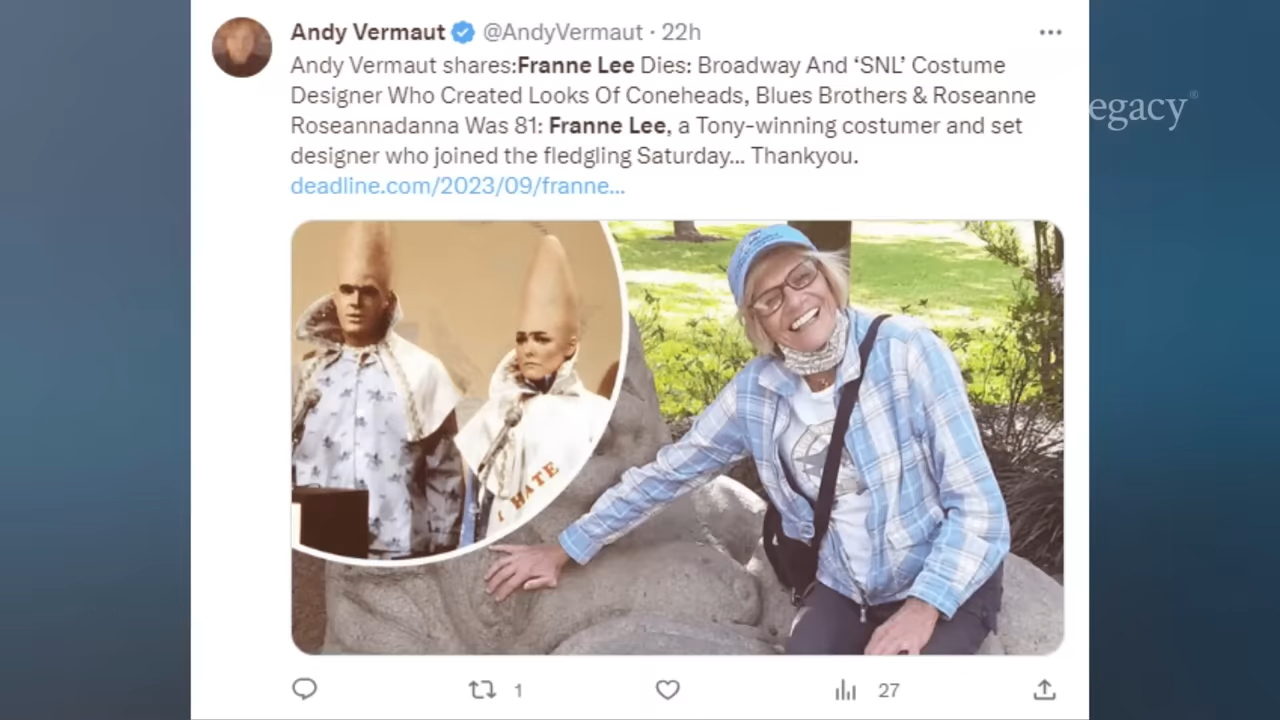 Andy Vermaut @AndyVermaut · 22h
Andy Vermaut shares:Franne Lee Dies: Broadway And ‘SNL’ Costume
Designer Who Created Looks Of Coneheads, Blues Brothers & Roseanne
Roseannadanna Was 81: Franne Lee, a Tony-winning costumer and set
designer who joined the fledgling Saturday... Thankyou.
deadline.com/2023/09/franne...
egacy®
I HATE
1
27